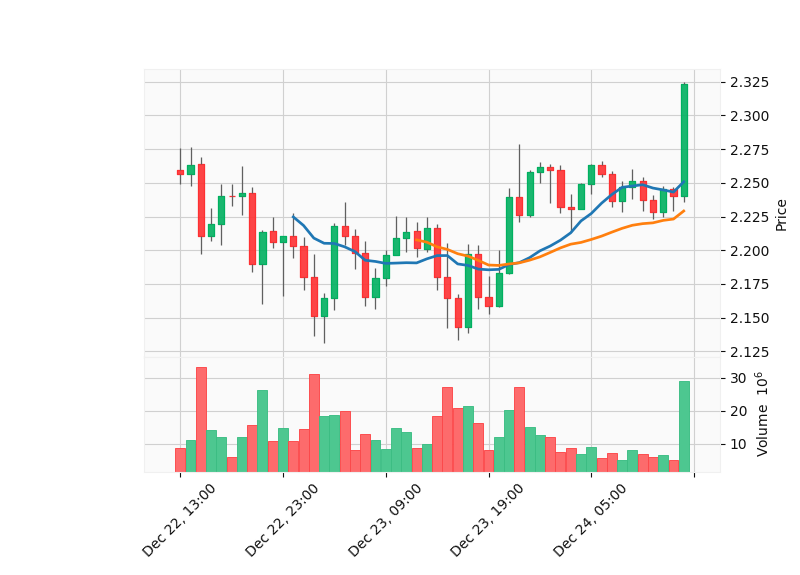 2.325
2.300
2.275
2.250
2.225
2.200
2.175
2.150
2.125
Price
30
20
10
Volume 10⁶
Dec 22, 13:00
Dec 22, 23:00
Dec 23, 09:00
Dec 23, 19:00
Dec 24, 05:00